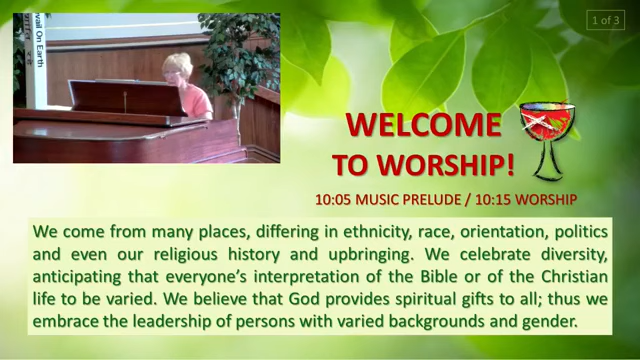 vail On Earth
1 of 3
WELCOME
TO WORSHIP!
10:05 MUSIC PRELUDE / 10:15 WORSHIP
We come from many places, differing in ethnicity, race, orientation, politics
and even our religious history and upbringing. We celebrate diversity,
anticipating that everyone's interpretation of the Bible or of the Christian
life to be varied. We believe that God provides spiritual gifts to all; thus we
embrace the leadership of persons with varied backgrounds and gender.